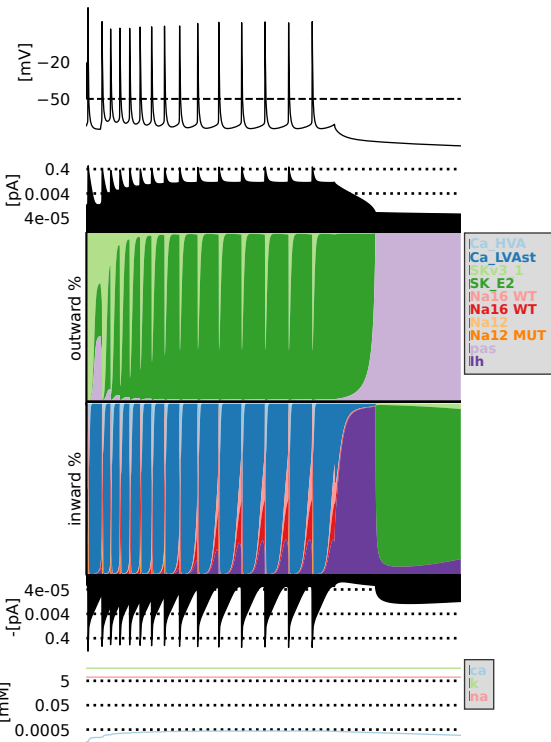 [mV]
−20
−50
[pA]
0.4
0.004
4e-05
outward %
Ca_HVA
Ca_LVAst
SKv3_1
SK_E2
Na16 WT
Na16 WT
Na12
Na12 MUT
pas
Ih
inward %
-[pA]
4e-05
0.004
0.4
[mM]
5
0.05
0.0005
ca
k
na